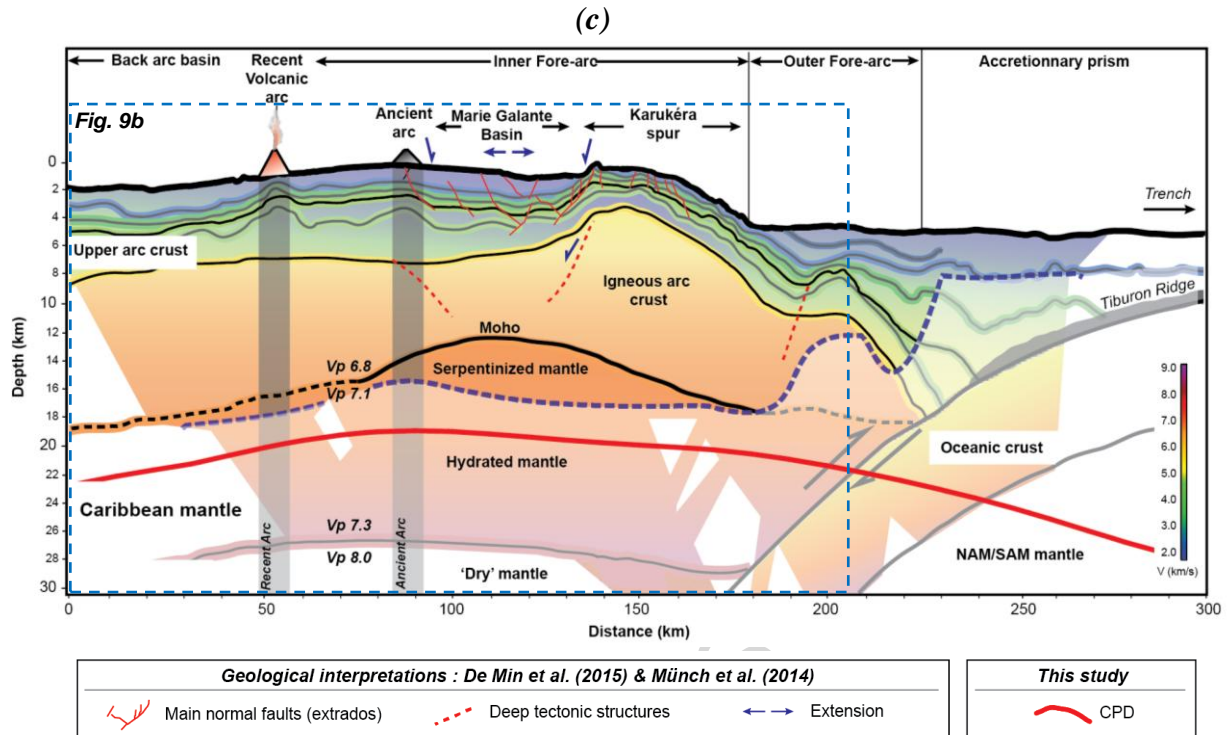 (c)
Back arc basin
Recent
Volcanic
arc
Inner Fore-arc
Outer Fore-arc
Accretionnary prism
Fig. 9b
Ancient
arc
Marie Galante
Basin
Karukéra
spur
Trench
0
2
4
6
8
10
12
14
16
18
20
22
24
26
28
30
Depth (km)
Upper arc crust
Igneous arc
crust
Tiburon Ridge
Moho
Vp 6.8
Serpentinized mantle
Vp 7.1
Hydrated mantle
Oceanic crust
Caribbean mantle
Vp 7.3
Vp 8.0
'Dry' mantle
NAM/SAM mantle
Recent Arc
Ancient Arc
9.0
8.0
7.0
6.0
5.0
4.0
3.0
2.0
V (km/s)
0 50 100 150 200 250 300
Distance (km)
Geological interpretations : De Min et al. (2015) & Münch et al. (2014)
Main normal faults (extrados)
Deep tectonic structures
Extension
This study
CPD